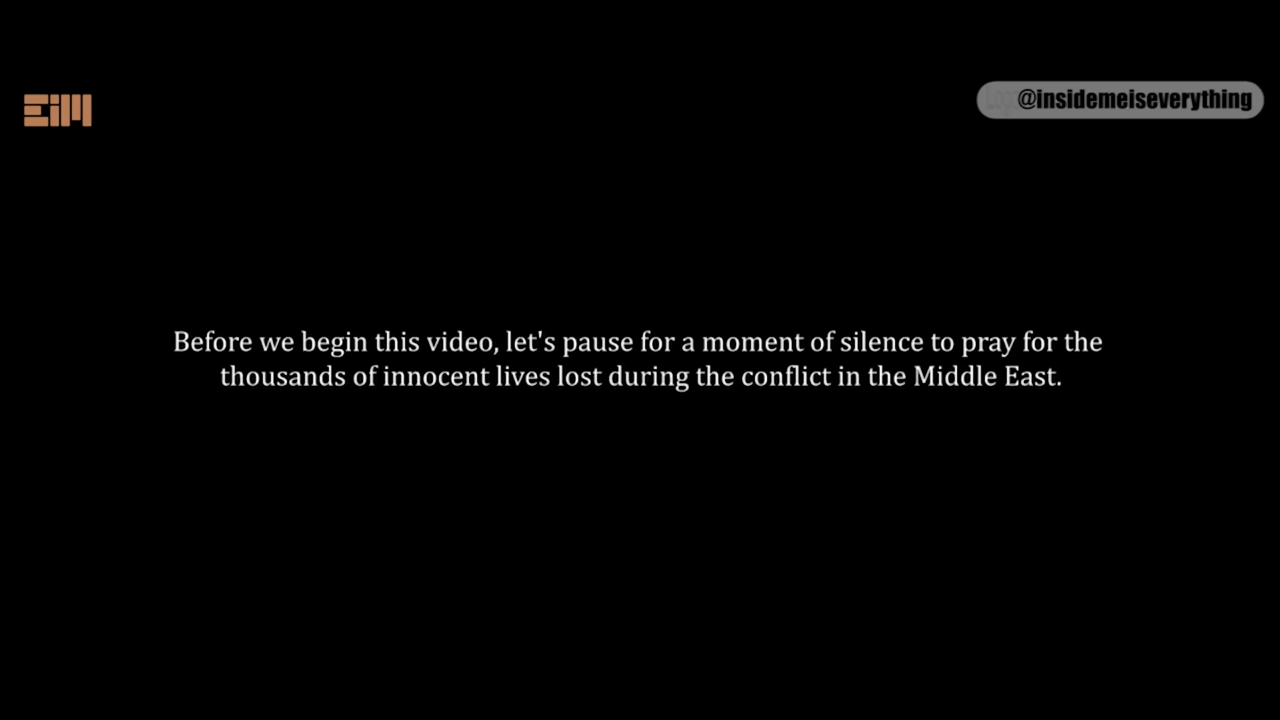 EiM
@insidemeiseverything
Before we begin this video, let's pause for a moment of silence to pray for the
thousands of innocent lives lost during the conflict in the Middle East.